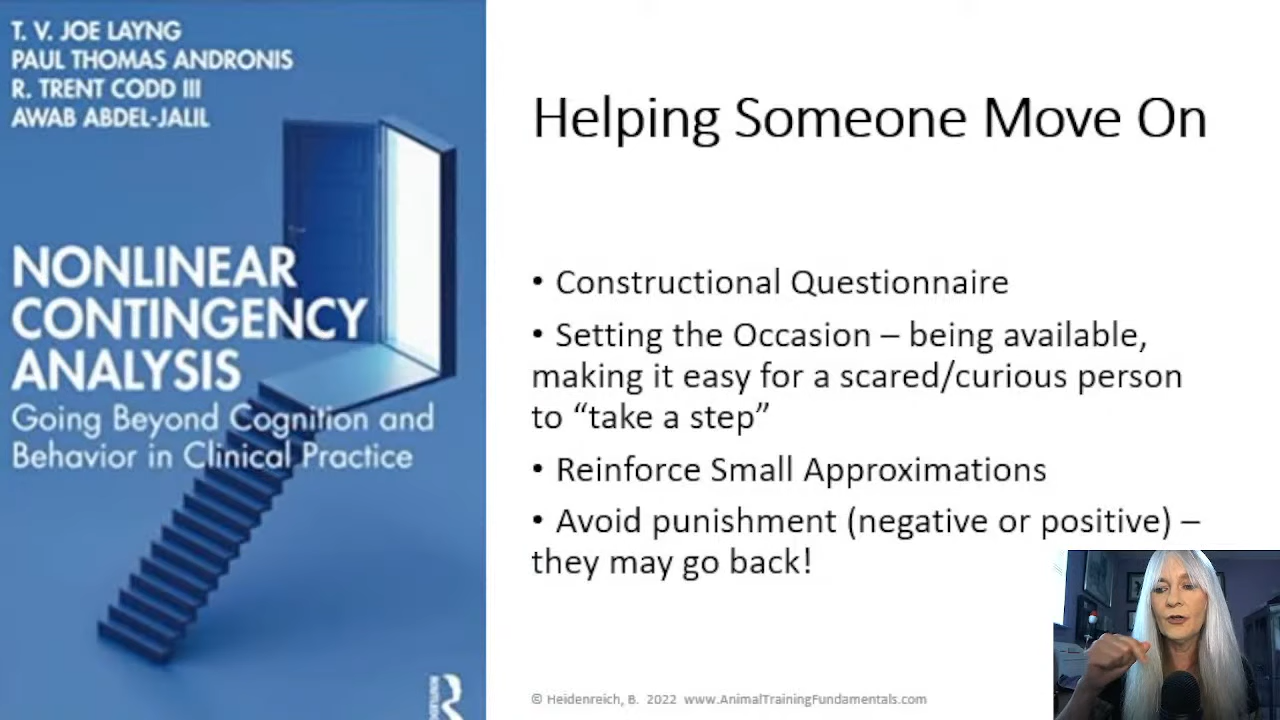 T. V. JOE LAYNG
PAUL THOMAS ANDRONIS
R. TRENT CODD III
AWAB ABDEL-JALIL
NONLINEAR
CONTINGENCY
ANALYSIS
Going Beyond Cognition and
Behavior in Clinical Practice
Helping Someone Move On
• Constructional Questionnaire
• Setting the Occasion – being available,
making it easy for a scared/curious person
to “take a step”
• Reinforce Small Approximations
• Avoid punishment (negative or positive) –
they may go back!
© Heidenreich, B. 2022 www.AnimalTrainingFundamentals.com